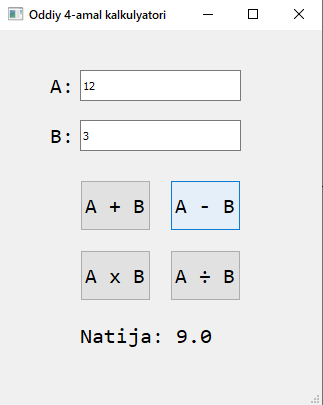 Oddiy 4-amal kalkulyatori
A: 12
B: 3
A + B A - B
A x B A ÷ B
Natija: 9.0